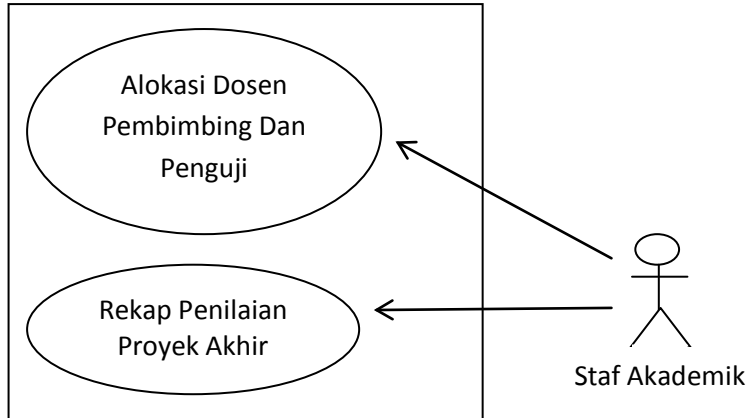 Alokasi Dosen
Pembimbing Dan
Penguji
Rekap Penilaian
Proyek Akhir
Staf Akademik